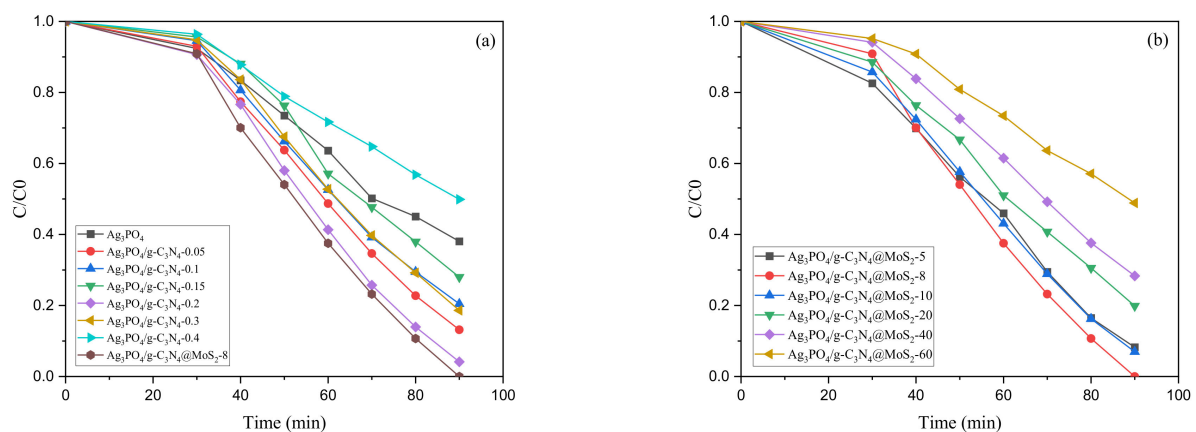 (a)
C/C0
1.0
0.8
0.6
0.4
0.2
0.0
0
20
40
60
80
100
Time (min)
Ag₃PO₄
Ag₃PO₄/g-C₃N₄-0.05
Ag₃PO₄/g-C₃N₄-0.1
Ag₃PO₄/g-C₃N₄-0.15
Ag₃PO₄/g-C₃N₄-0.2
Ag₃PO₄/g-C₃N₄-0.3
Ag₃PO₄/g-C₃N₄-0.4
Ag₃PO₄/g-C₃N₄@MoS₂-8
(b)
C/C0
1.0
0.8
0.6
0.4
0.2
0.0
0
20
40
60
80
100
Time (min)
Ag₃PO₄/g-C₃N₄@MoS₂-5
Ag₃PO₄/g-C₃N₄@MoS₂-8
Ag₃PO₄/g-C₃N₄@MoS₂-10
Ag₃PO₄/g-C₃N₄@MoS₂-20
Ag₃PO₄/g-C₃N₄@MoS₂-40
Ag₃PO₄/g-C₃N₄@MoS₂-60